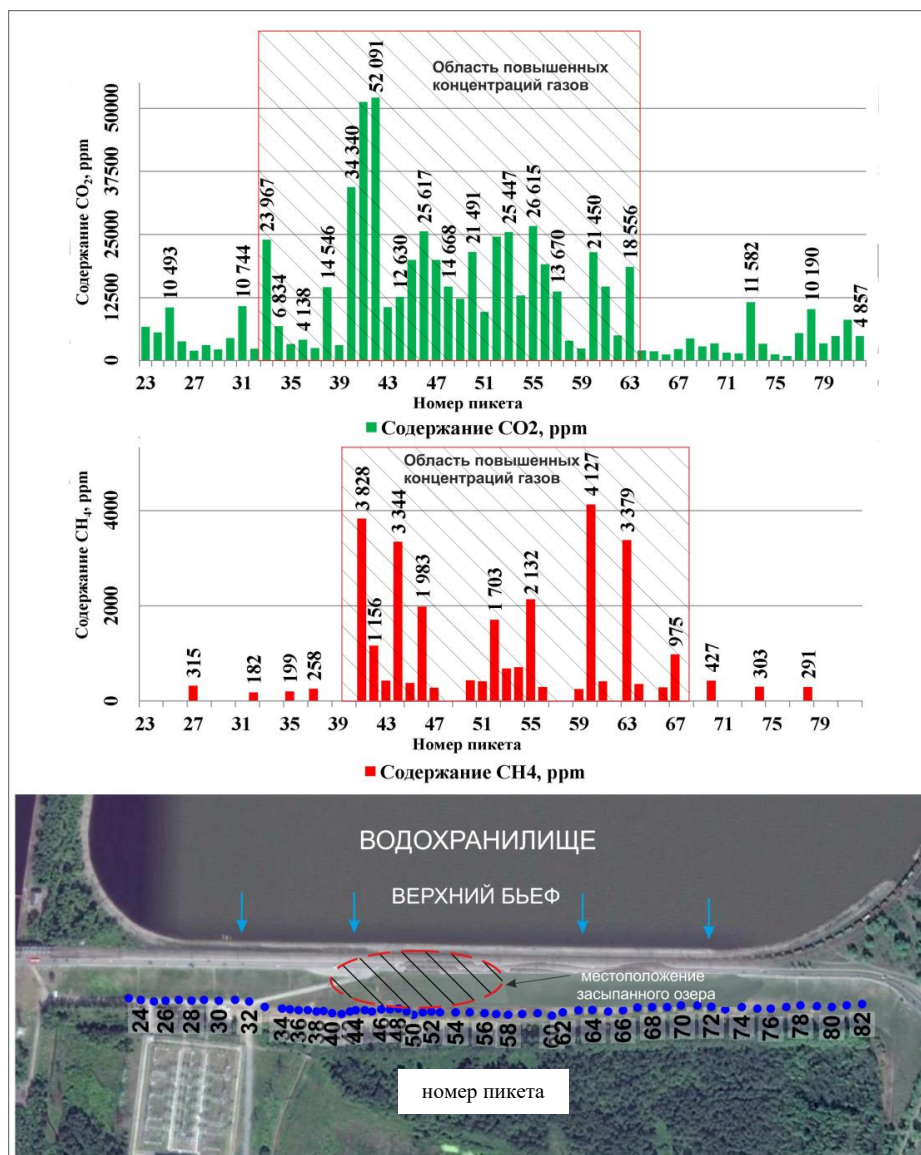 Область повышенных
концентраций газов
Содержание CO₂, ppm
50000
37500
25000
12500
0
10 493
10 744
23 967
6 834
4 138
14 546
34 340
52 091
12 630
25 617
14 668
21 491
25 447
26 615
13 670
21 450
18 556
11 582
10 190
4 857
23 27 31 35 39 43 47 51 55 59 63 67 71 75 79
Номер пикета
Содержание CO2, ppm
Область повышенных
концентраций газов
Содержание CH₄, ppm
4000
2000
0
315
182
199
258
3 828
1 156
3 344
1 983
1 703
2 132
4 127
3 379
975
427
303
291
23 27 31 35 39 43 47 51 55 59 63 67 71 75 79
Номер пикета
Содержание CH4, ppm
ВОДОХРАНИЛИЩЕ
ВЕРХНИЙ БЬЕФ
местоположение
засыпанного озера
24 26 28 30 32 34 36 38 40 42 44 46 48 50 52 54 56 58 60 62 64 66 68 70 72 74 76 78 80 82
номер пикета